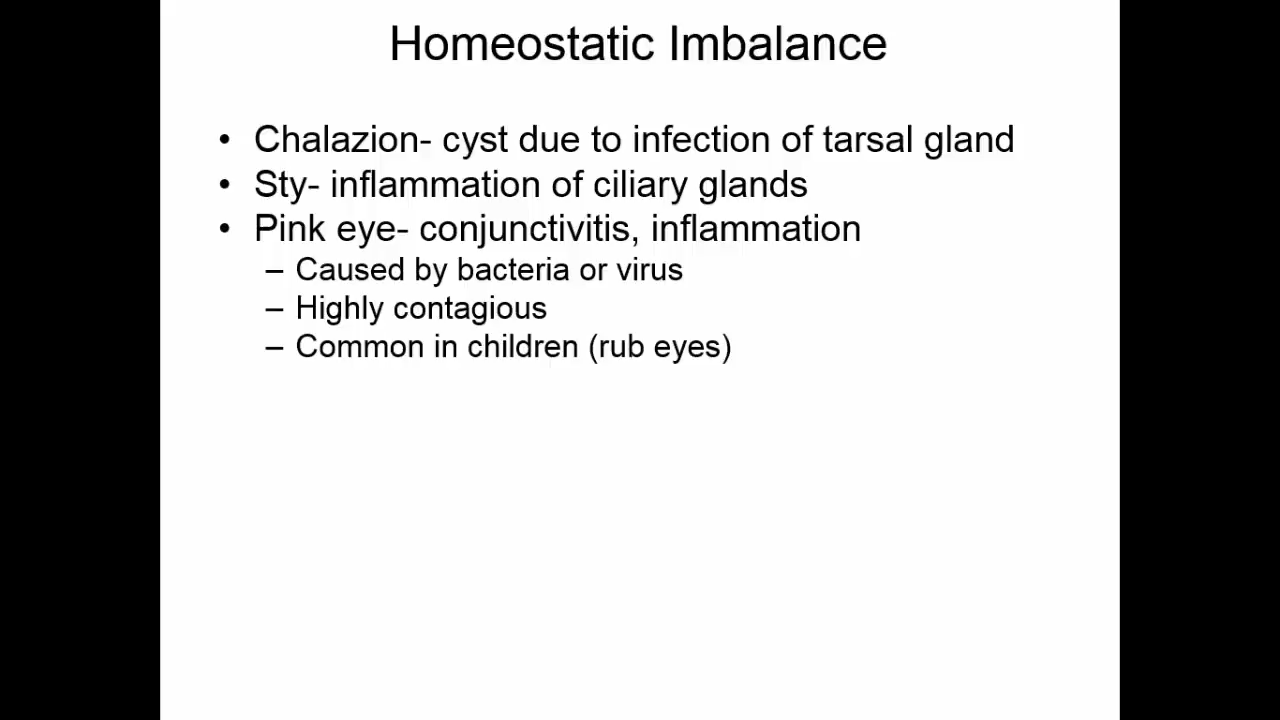 Homeostatic Imbalance
• Chalazion- cyst due to infection of tarsal gland
• Sty- inflammation of ciliary glands
• Pink eye- conjunctivitis, inflammation
– Caused by bacteria or virus
– Highly contagious
– Common in children (rub eyes)